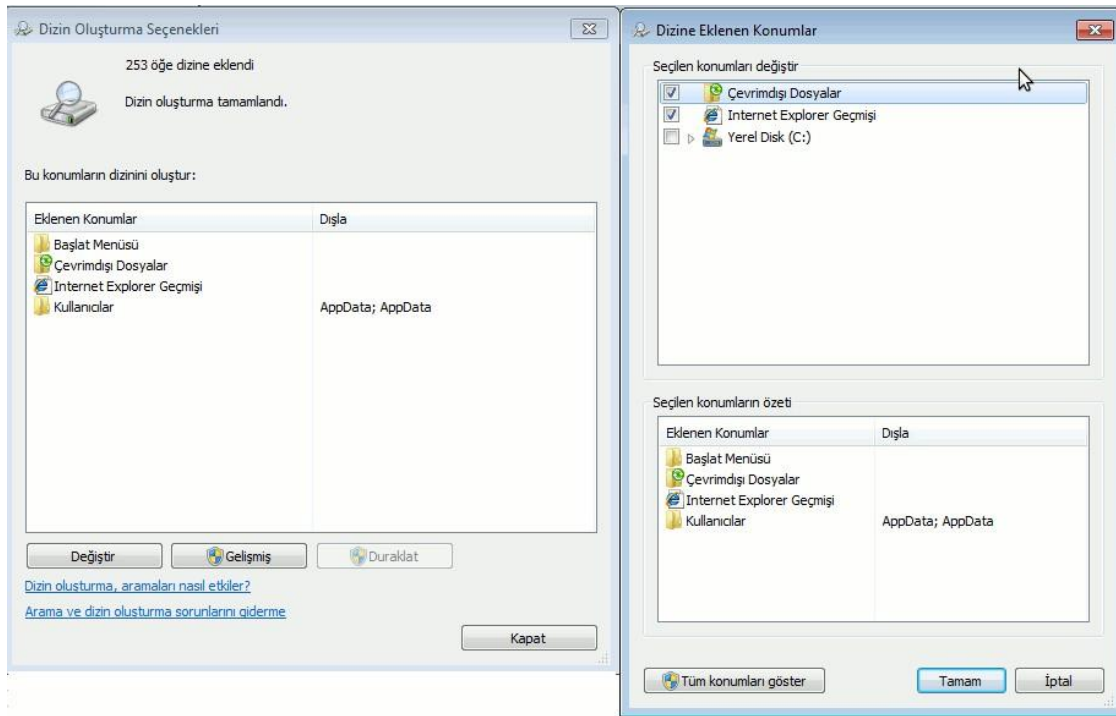 Dizin Oluşturma Seçenekleri
253 öğe dizine eklendi
Dizin oluşturma tamamlandı.
Bu konumların dizinini oluştur:
Eklenen Konumlar Dışla
Başlat Menüsü
Çevrimdışı Dosyalar
Internet Explorer Geçmişi
Kullanıcılar AppData; AppData
Değiştir Gelişmiş Duraklat
Dizin oluşturma, aramaları nasıl etkiler?
Arama ve dizin oluşturma sorunlarını giderme
Kapat
Dizine Eklenen Konumlar
Seçilen konumları değiştir
Çevrimdışı Dosyalar
Internet Explorer Geçmişi
Yerel Disk (C:)
Seçilen konumların özeti
Eklenen Konumlar Dışla
Başlat Menüsü
Çevrimdışı Dosyalar
Internet Explorer Geçmişi
Kullanıcılar AppData; AppData
Tüm konumları göster Tamam İptal